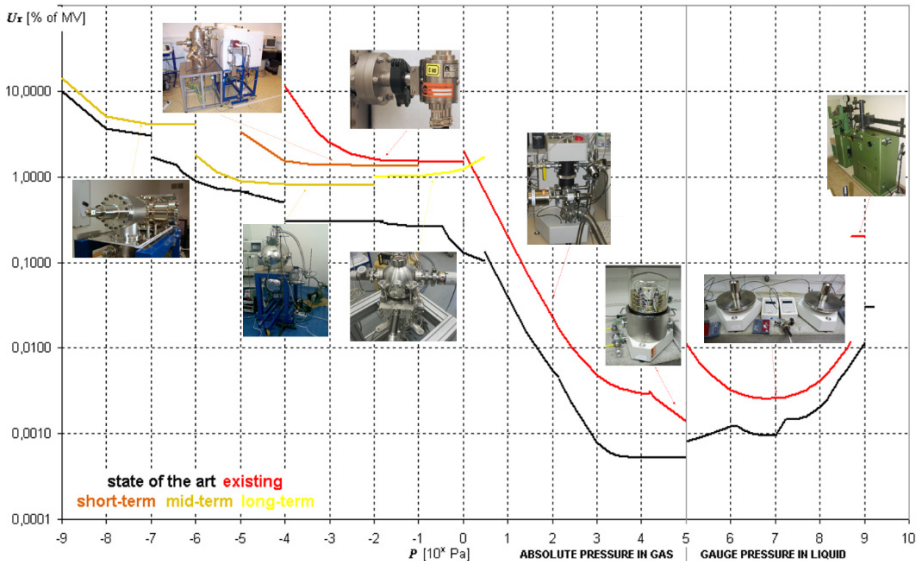 Ur [% of MV]
10,0000
1,0000
0,1000
0,0100
0,0010
0,0001
state of the art existing
short-term mid-term long-term
-9 -8 -7 -6 -5 -4 -3 -2 -1 0 1 2 3 4 5 6 7 8 9 10
P [10ˣ Pa] ABSOLUTE PRESSURE IN GAS GAUGE PRESSURE IN LIQUID